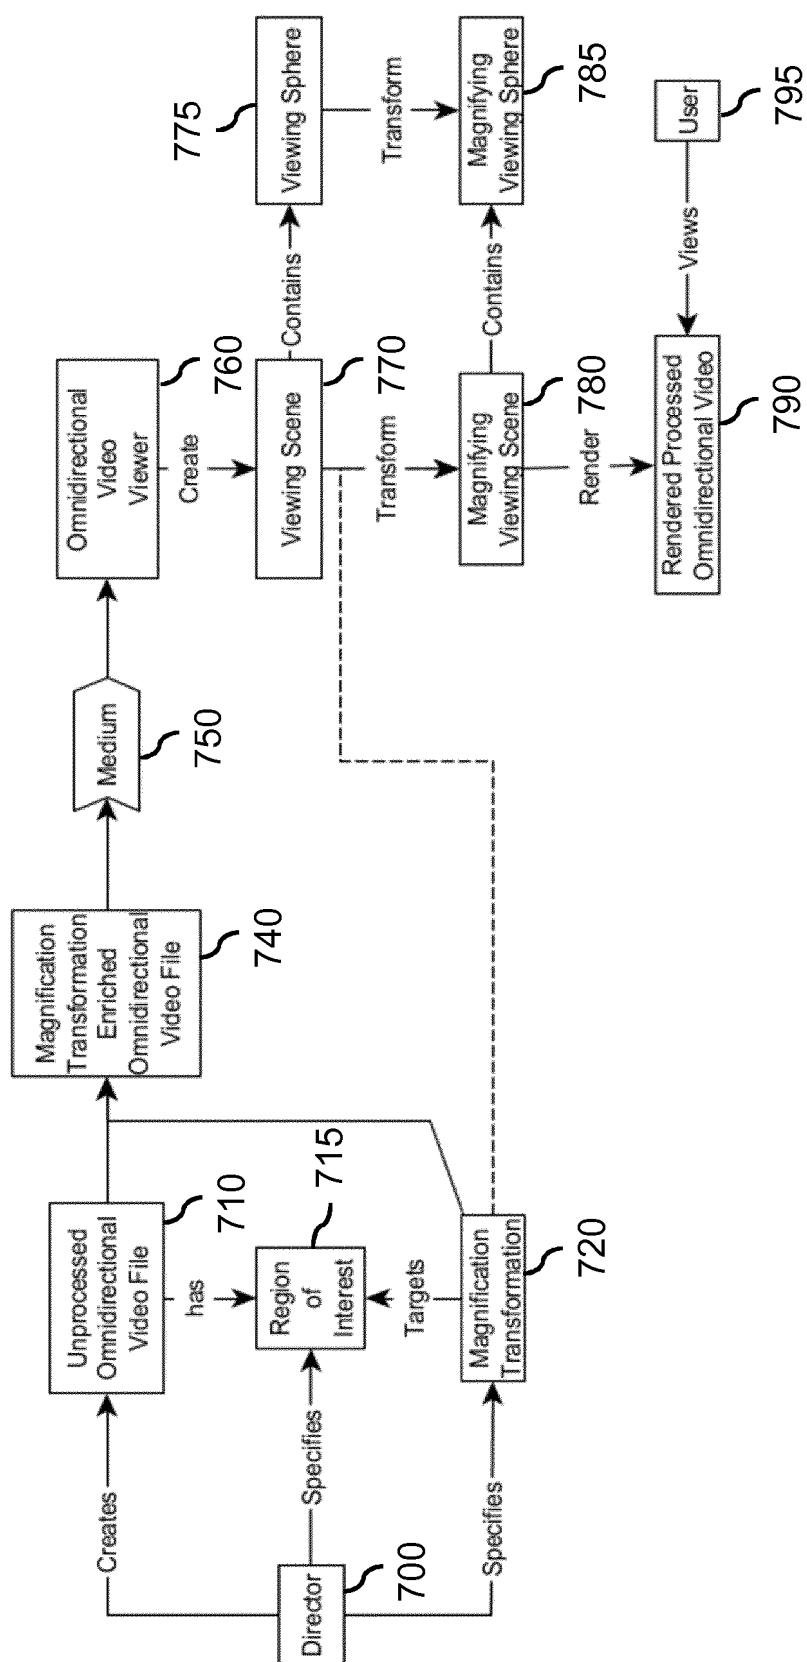 Director
700
Creates
Specifies
Specifies
Unprocessed
Omnidirectional
Video File
710
has
Region
of
Interest
715
Targets
Magnification
Transformation
720
Magnification
Transformation
Enriched
Omnidirectional
Video File
740
Medium
750
Omnidirectional
Video
Viewer
760
Create
Viewing Scene
770
Contains
Viewing Sphere
775
Transform
Transform
Magnifying
Viewing Scene
780
Contains
Magnifying
Viewing Sphere
785
Render
Rendered Processed
Omnidirectional Video
790
Views
User
795